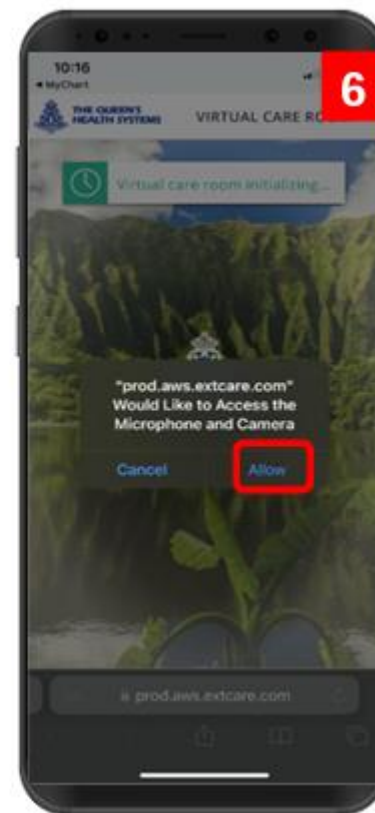 10:16
6
◄ MyChart
THE QUEEN'S
HEALTH SYSTEMS
VIRTUAL CARE
Virtual care room initializing...
"prod.aws.extcare.com"
Would Like to Access the
Microphone and Camera
Cancel Allow
prod.aws.extcare.com